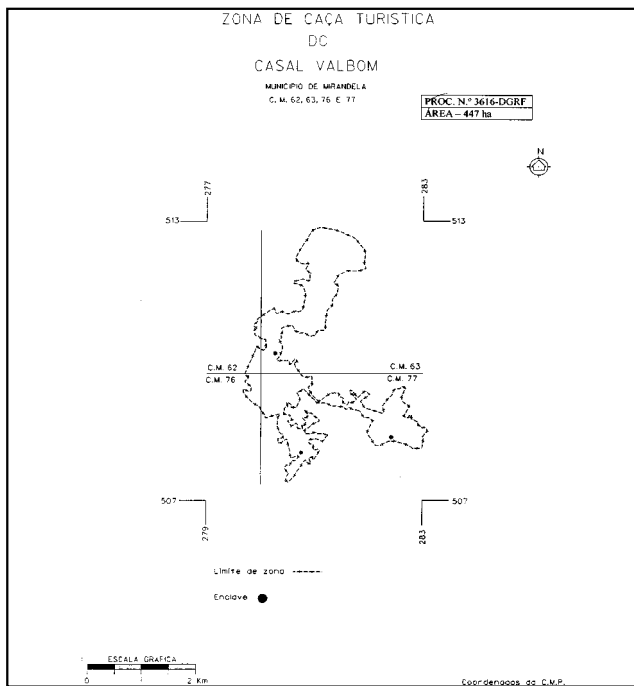 ZONA DE CAÇA TURISTICA
DO
CASAL VALBOM
MUNICIPIO DE MIRANDELA
C. M. 62, 63, 76 E 77
PROC. N.º 3616-DGRF
ÁREA – 447 ha
N
277
283
513
513
C.M. 62
C.M. 63
C.M. 76
C.M. 77
507
507
279
283
Limite de zona
Enclave
ESCALA GRAFICA
0 1 2 Km
Coordenadas da C.M.P.